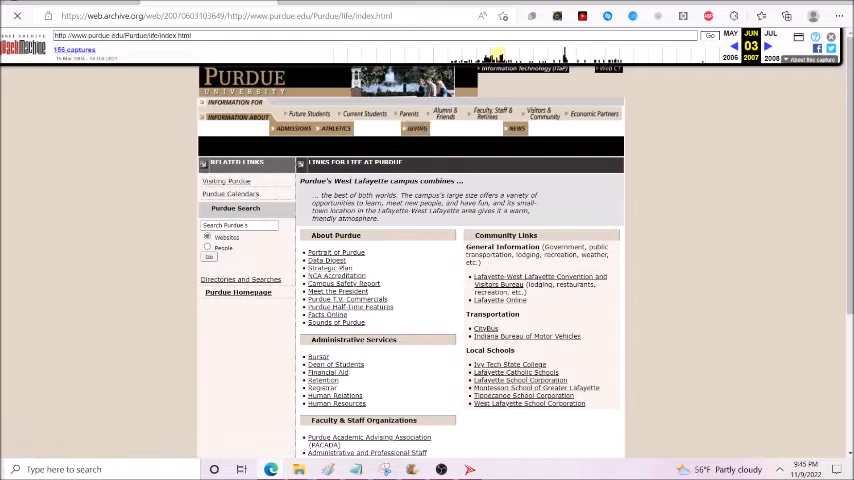 https://web.archive.org/web/20070603103649/http://www.purdue.edu/Purdue/life/index.html
http://www.purdue.edu/Purdue/life/index.html
Go
MAY
JUN
JUL
156 captures
03
2006
2007
2008
About this capture
PURDUE
UNIVERSITY
Information Technology (ITaP)
Web CT
INFORMATION FOR
Future Students
Current Students
Parents
Alumni & Friends
Faculty, Staff & Retirees
Visitors & Community
Economic Partners
INFORMATION ABOUT
ADMISSIONS
ATHLETICS
GIVING
NEWS
RELATED LINKS
Visiting Purdue
Purdue Calendars
Purdue Search
Search Purdue's
Websites
People
Go
Directories and Searches
Purdue Homepage
LINKS FOR LIFE AT PURDUE
Purdue's West Lafayette campus combines ...
... the best of both worlds. The campus's large size offers a variety of
opportunities to learn, meet new people, and have fun, and its small-
town location in the Lafayette-West Lafayette area gives it a warm,
friendly atmosphere.
About Purdue
Portrait of Purdue
Data Digest
Strategic Plan
NCA Accreditation
Campus Safety Report
Meet the President
Purdue T.V. Commercials
Purdue Half-Time Features
Facts Online
Sounds of Purdue
Administrative Services
Bursar
Dean of Students
Financial Aid
Retention
Registrar
Human Relations
Human Resources
Faculty & Staff Organizations
Purdue Academic Advising Association
(PACADA)
Administrative and Professional Staff
Community Links
General Information (Government, public
transportation, lodging, recreation, weather,
etc.)
Lafayette-West Lafayette Convention and
Visitors Bureau (lodging, restaurants,
recreation, etc.)
Lafayette Online
Transportation
CityBus
Indiana Bureau of Motor Vehicles
Local Schools
Ivy Tech State College
Lafayette Catholic Schools
Lafayette School Corporation
Montessori School of Greater Lafayette
Tippecanoe School Corporation
West Lafayette School Corporation
Type here to search
56°F Partly cloudy
9:45 PM
11/9/2022